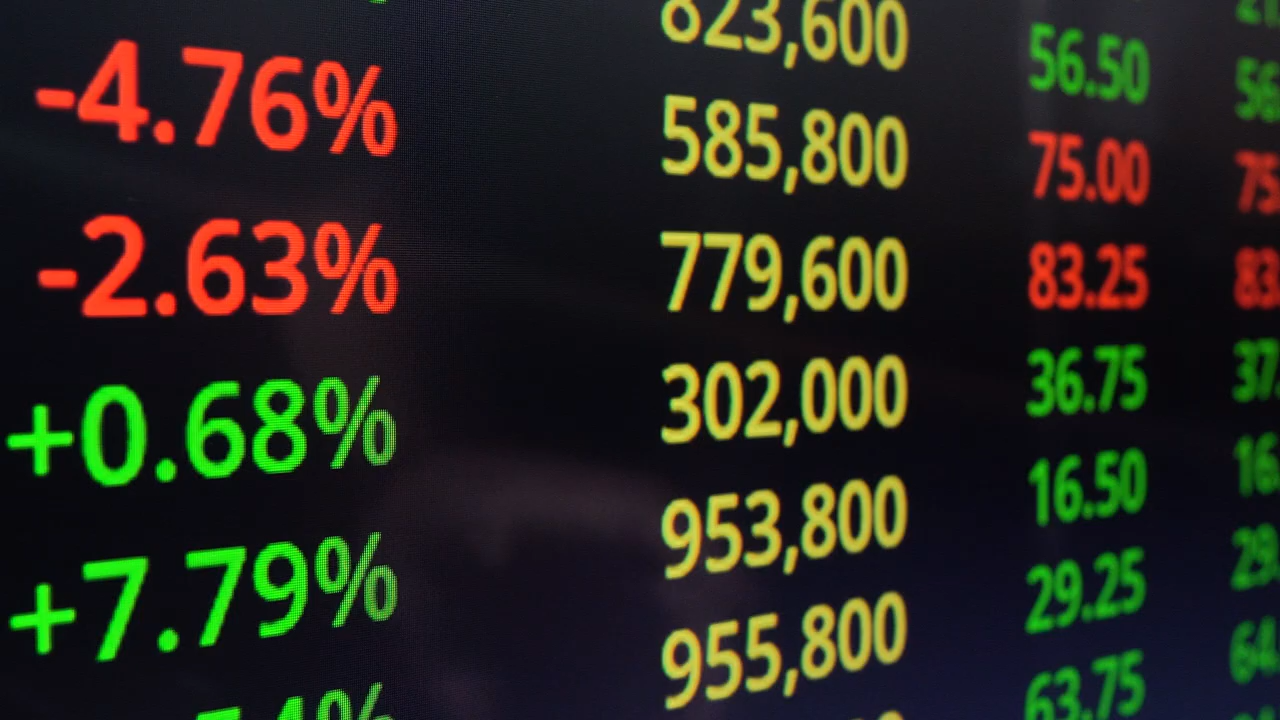 823,600 56.50
-4.76% 585,800 75.00
-2.63% 779,600 83.25
+0.68% 302,000 36.75
+7.79% 953,800 16.50
955,800 29.25
63.75